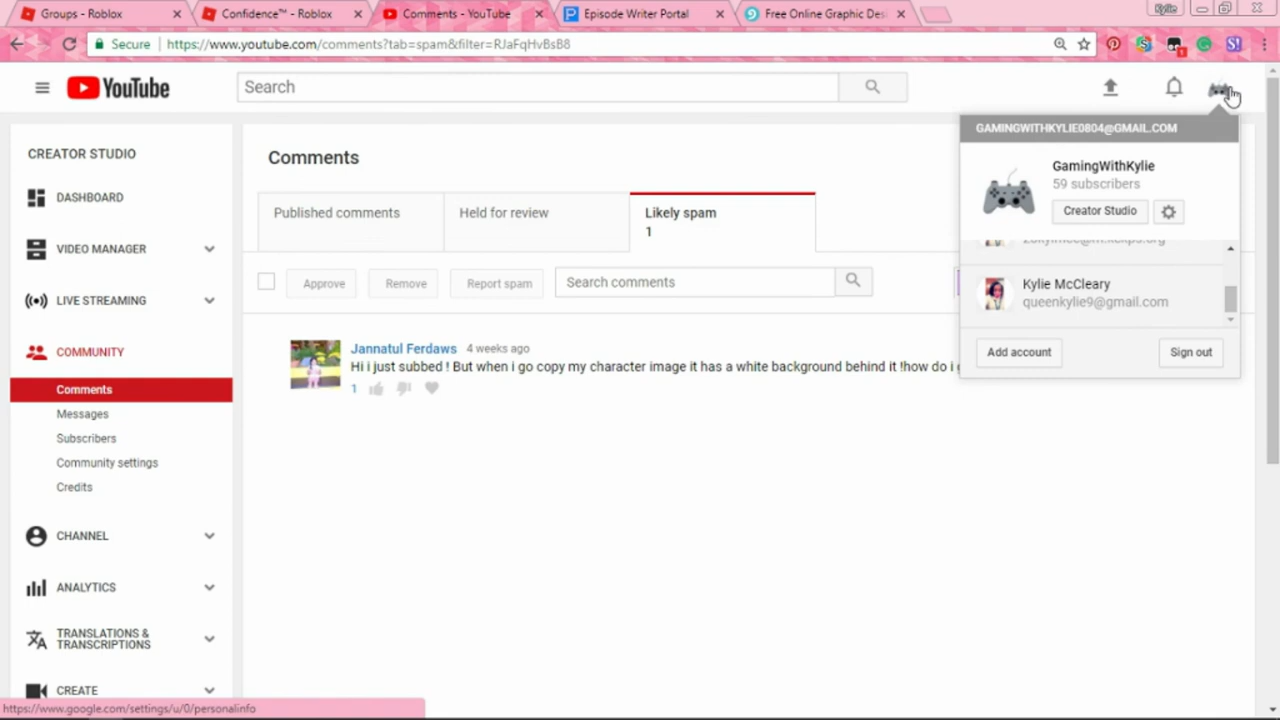 Groups - Roblox
Confidence™ - Roblox
Comments - YouTube
Episode Writer Portal
Free Online Graphic Des
Kylie
Secure
https://www.youtube.com/comments?tab=spam&filter=RJaFqHvBsB8
YouTube
Search
GAMINGWITHKYLIE0804@GMAIL.COM
GamingWithKylie
59 subscribers
Creator Studio
Kylie McCleary
queenkylie9@gmail.com
Add account
Sign out
CREATOR STUDIO
DASHBOARD
VIDEO MANAGER
LIVE STREAMING
COMMUNITY
Comments
Messages
Subscribers
Community settings
Credits
CHANNEL
ANALYTICS
TRANSLATIONS &
TRANSCRIPTIONS
CREATE
Comments
Published comments
Held for review
Likely spam
1
Approve
Remove
Report spam
Search comments
Jannatul Ferdaws 4 weeks ago
Hi i just subbed ! But when i go copy my character image it has a white background behind it !how do i g
1
https://www.google.com/settings/u/0/personalinfo